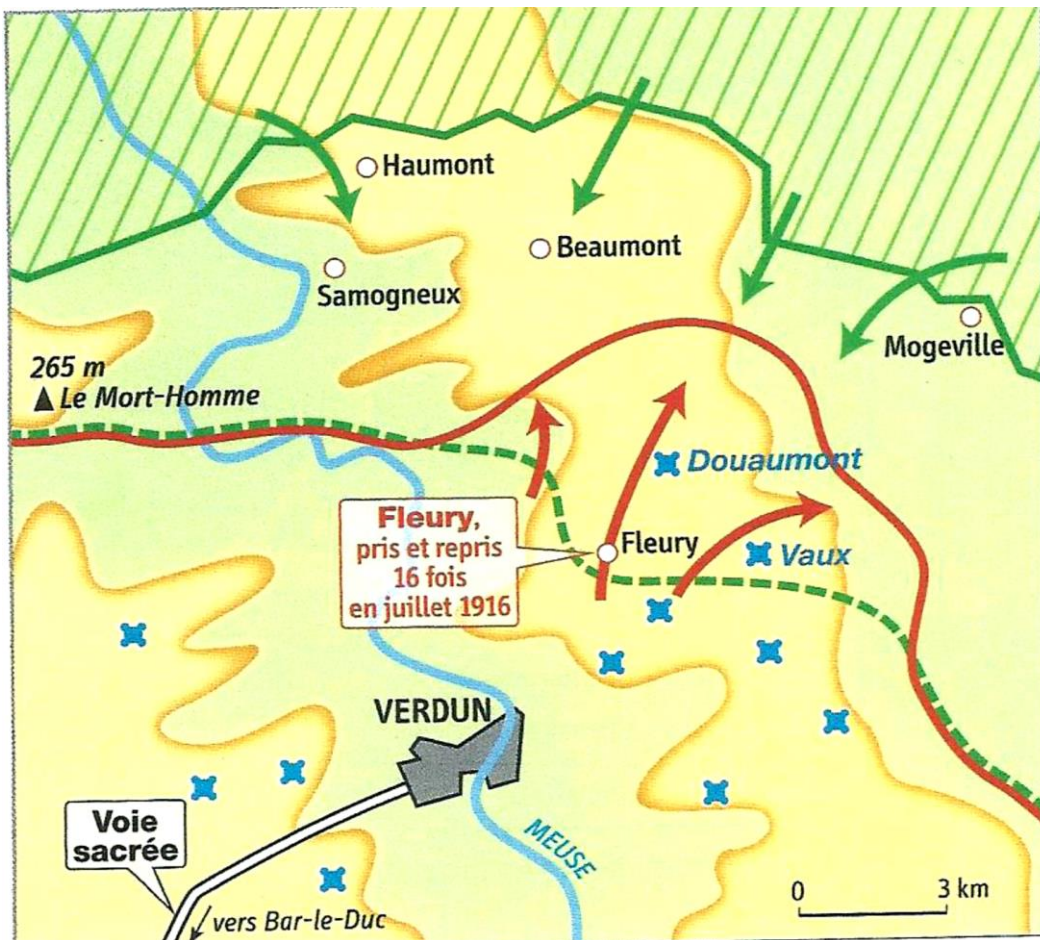 Haumont
Beaumont
Samogneux
Mogeville
265 m
Le Mort-Homme
Douaumont
Fleury,
pris et repris
16 fois
en juillet 1916
Fleury
Vaux
VERDUN
Voie
sacrée
MEUSE
0 3 km
vers Bar-le-Duc